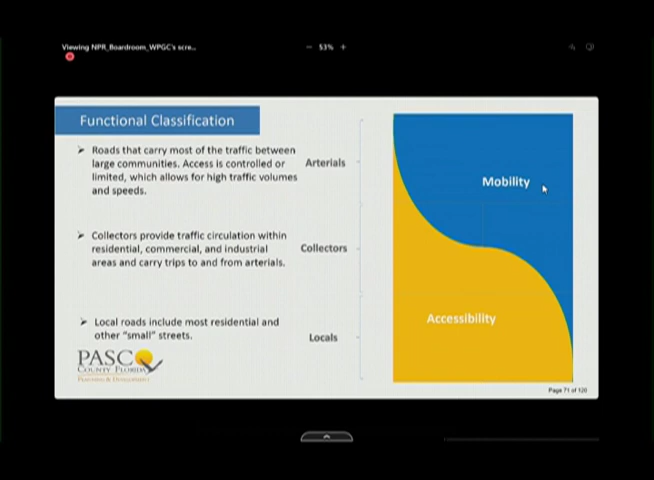 Viewing NPR_Boardroom_WPGC's scre...
53%
Functional Classification
Roads that carry most of the traffic between
large communities. Access is controlled or
limited, which allows for high traffic volumes
and speeds.
Arterials
Mobility
Collectors provide traffic circulation within
residential, commercial, and industrial
areas and carry trips to and from arterials.
Collectors
Accessibility
Local roads include most residential and
other "small" streets.
Locals
PASCO
COUNTY FLORIDA
PLANNING & DEVELOPMENT
Page 71 of 120